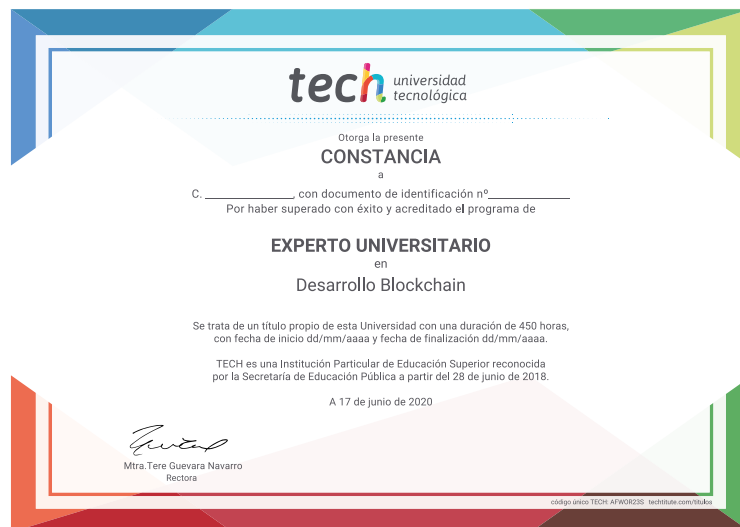 tech universidad
tecnológica
Otorga la presente
CONSTANCIA
a
C. ______________, con documento de identificación nº______________
Por haber superado con éxito y acreditado el programa de
EXPERTO UNIVERSITARIO
en
Desarrollo Blockchain
Se trata de un título propio de esta Universidad con una duración de 450 horas,
con fecha de inicio dd/mm/aaaa y fecha de finalización dd/mm/aaaa.
TECH es una Institución Particular de Educación Superior reconocida
por la Secretaría de Educación Pública a partir del 28 de junio de 2018.
A 17 de junio de 2020
Mtra.Tere Guevara Navarro
Rectora
código único TECH: AFWOR23S techtitute.com/titulos